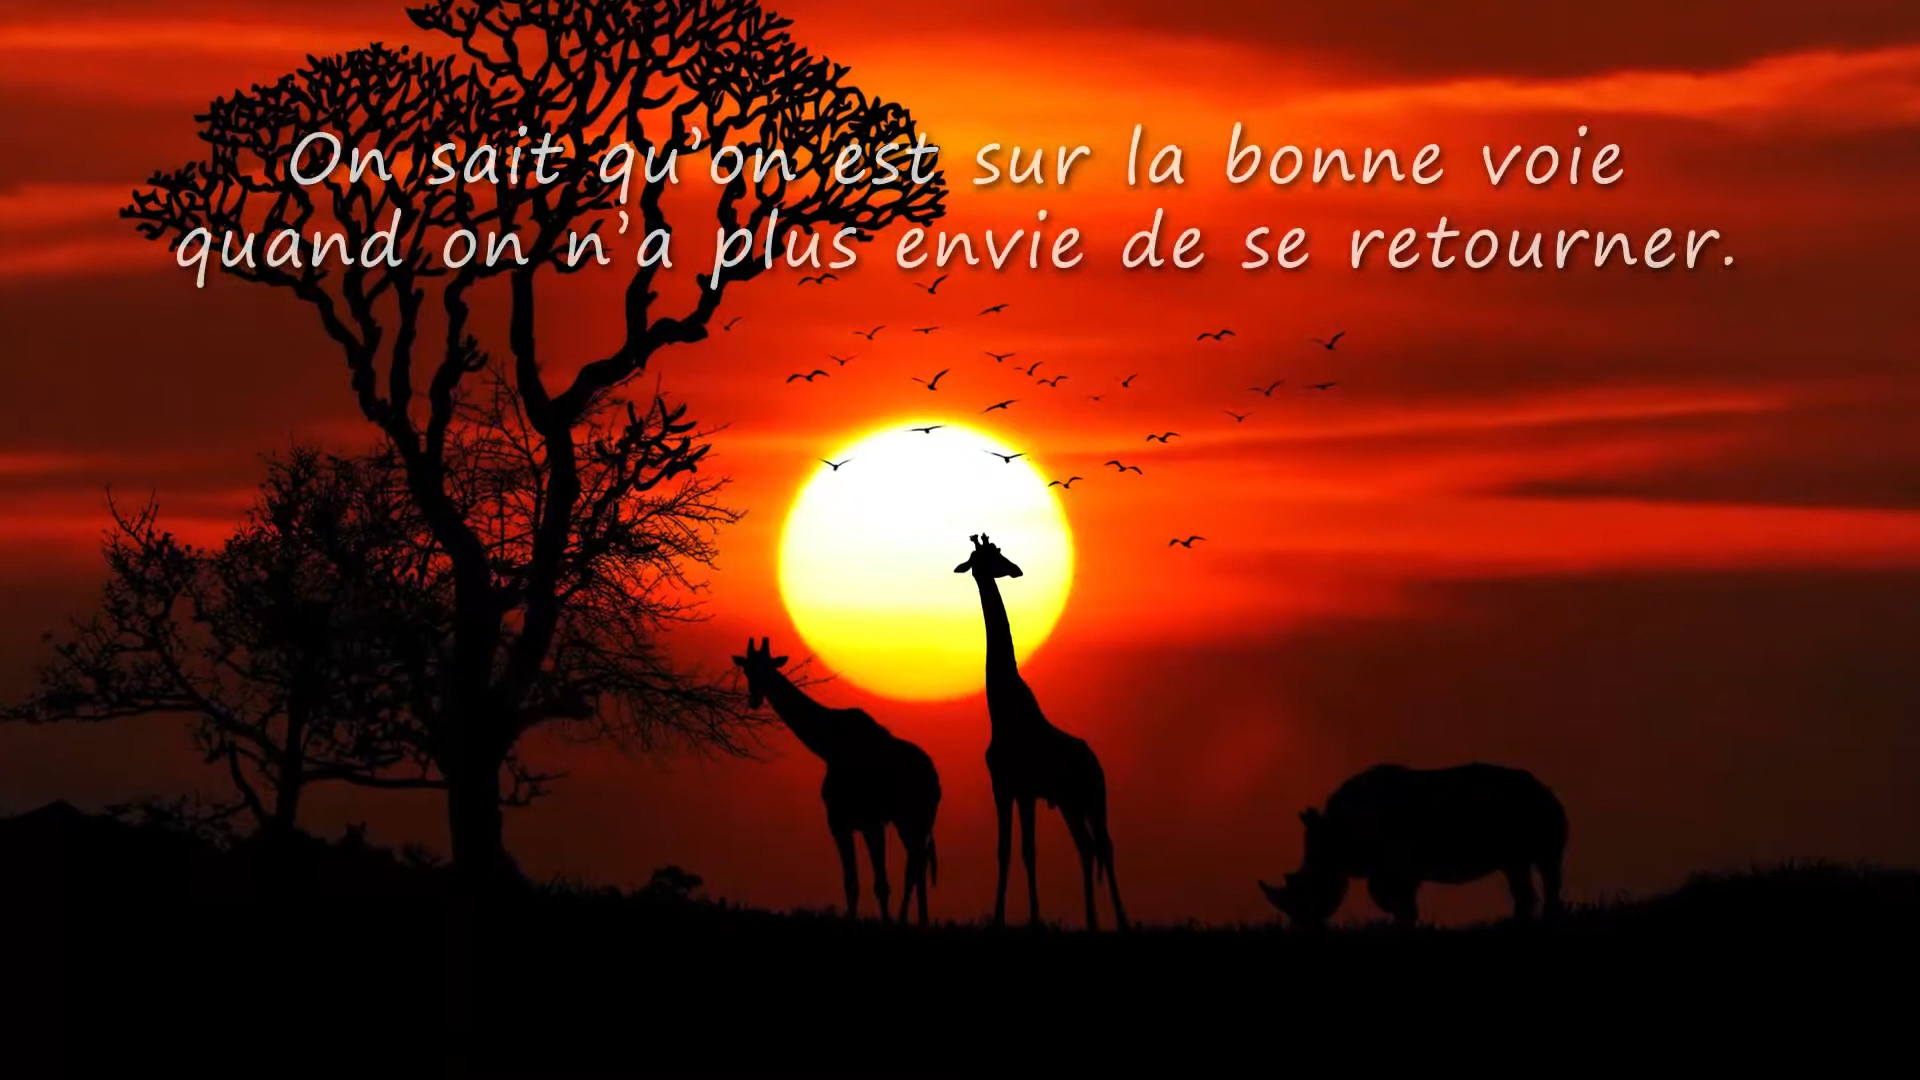 On sait qu’on est sur la bonne voie
quand on n’a plus envie de se retourner.